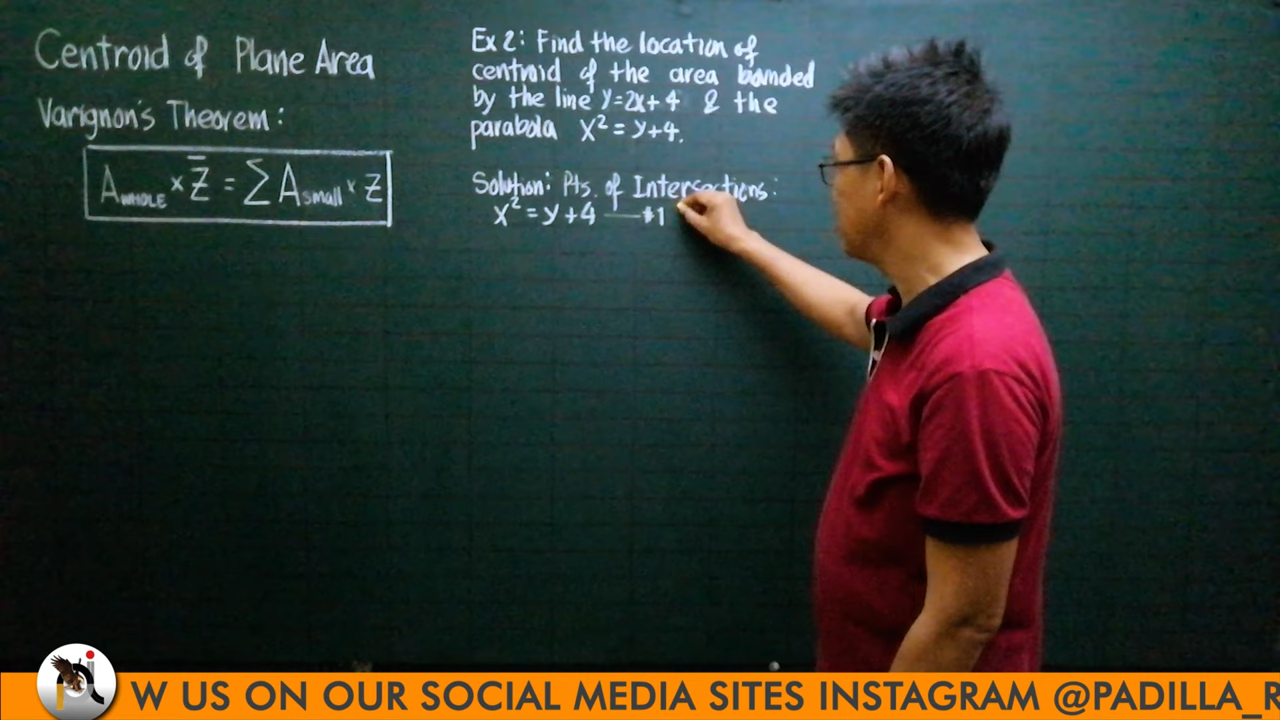 Centroid of Plane Area
Varignon's Theorem:
A WHOLE × Z̄ = Σ A small × Z
Ex 2: Find the location of
centroid of the area bounded
by the line y=2x+4 & the
parabola x² = y+4.
Solution: Pts. of Intersections:
x² = y+4 —— #1
W US ON OUR SOCIAL MEDIA SITES INSTAGRAM @PADILLA_R